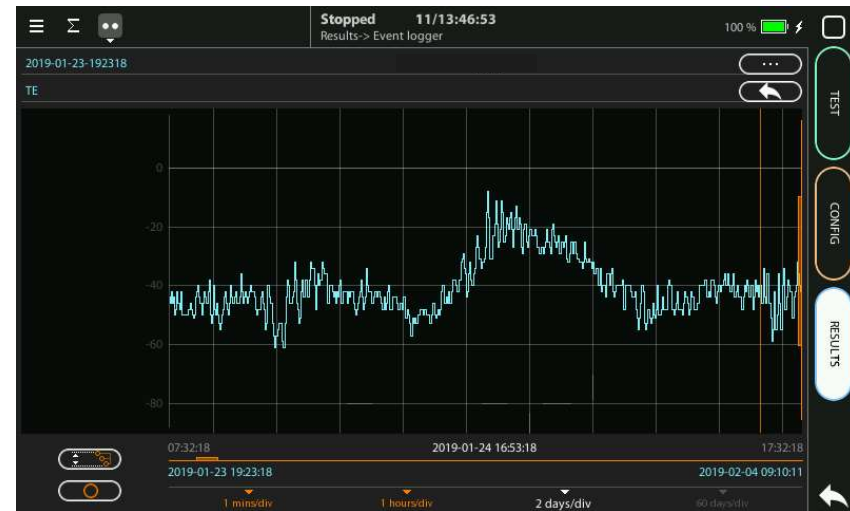 Σ
Stopped 11/13:46:53
Results-> Event logger
100 %
2019-01-23-192318
...
TE
TEST
CONFIG
RESULTS
0
-20
-40
-60
-80
07:32:18 2019-01-24 16:53:18 17:32:18
2019-01-23 19:23:18 2019-02-04 09:10:11
1 mins/div 1 hours/div 2 days/div 60 days/div